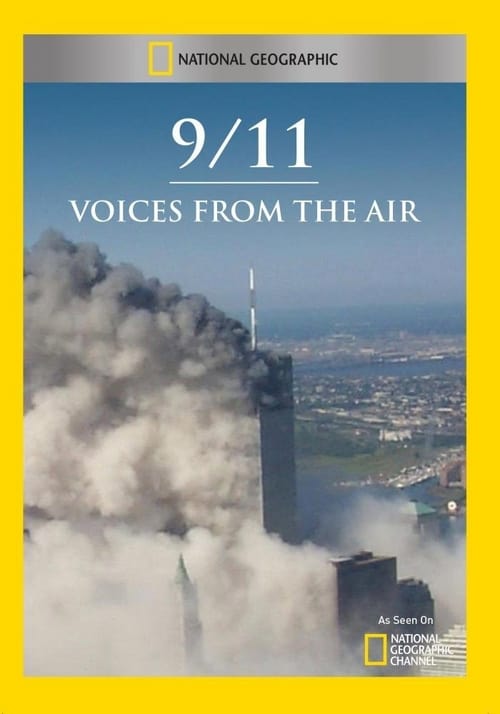 NATIONAL GEOGRAPHIC
9/11
VOICES FROM THE AIR
As Seen On
NATIONAL
GEOGRAPHIC
CHANNEL